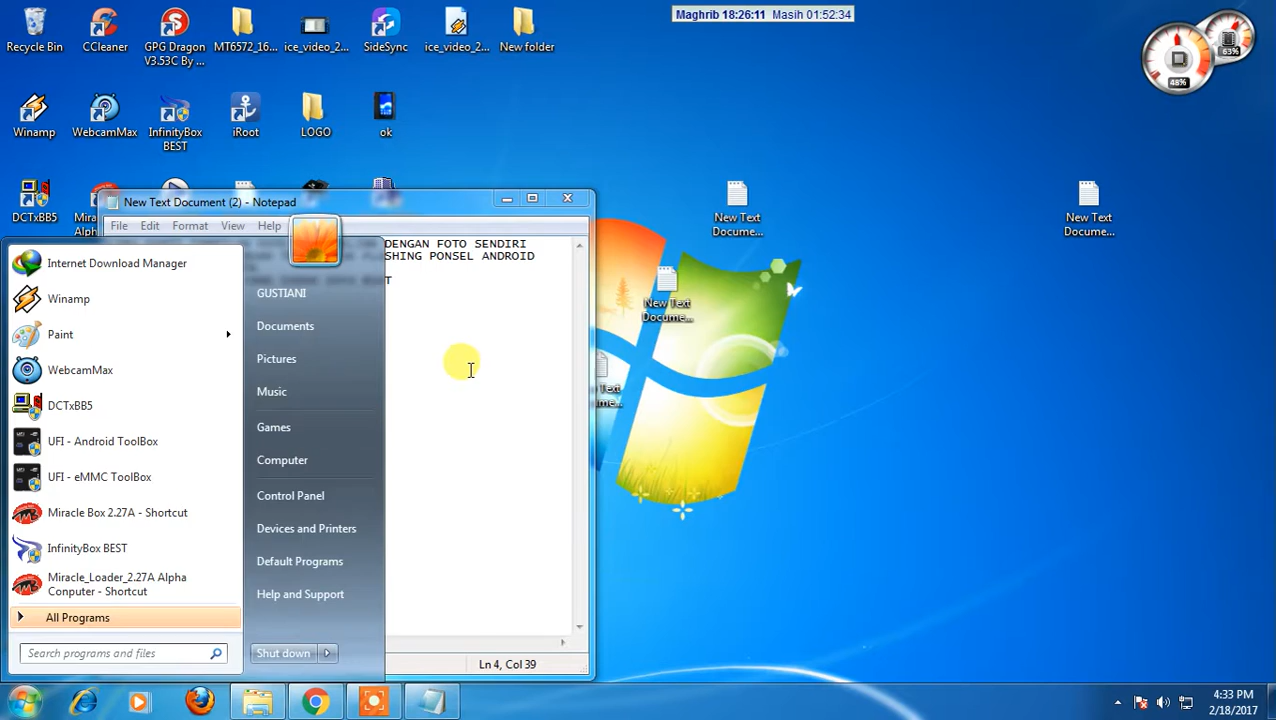 Maghrib 18:26:11 Masih 01:52:34
63%
48%
Recycle Bin
CCleaner
GPG Dragon
V3.53C By ...
MT6572_16...
ice_video_2...
SideSync
ice_video_2...
New folder
Winamp
WebcamMax
InfinityBox
BEST
iRoot
LOGO
ok
DCTxBB5
Mira
Alph
New Text
Docume...
New Text
Docume...
New Text
Docume...
New Text Document (2) - Notepad
File Edit Format View Help
DENGAN FOTO SENDIRI
FLASHING PONSEL ANDROID
Ln 4, Col 39
Internet Download Manager
Winamp
Paint
WebcamMax
DCTxBB5
UFI - Android ToolBox
UFI - eMMC ToolBox
Miracle Box 2.27A - Shortcut
InfinityBox BEST
Miracle_Loader_2.27A Alpha
Conputer - Shortcut
All Programs
Search programs and files
GUSTIANI
Documents
Pictures
Music
Games
Computer
Control Panel
Devices and Printers
Default Programs
Help and Support
Shut down
4:33 PM
2/18/2017